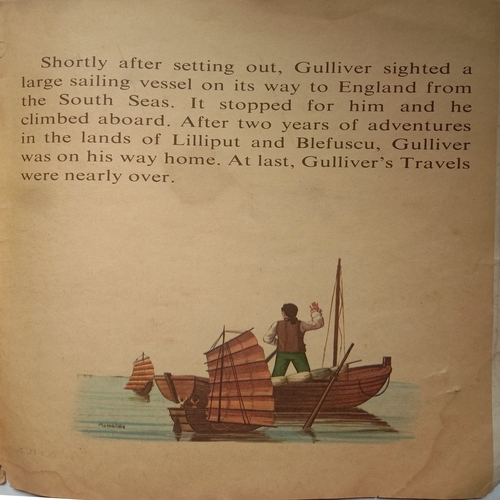 Shortly after setting out, Gulliver sighted a
large sailing vessel on its way to England from
the South Seas. It stopped for him and he
climbed aboard. After two years of adventures
in the lands of Lilliput and Blefuscu, Gulliver
was on his way home. At last, Gulliver's Travels
were nearly over.